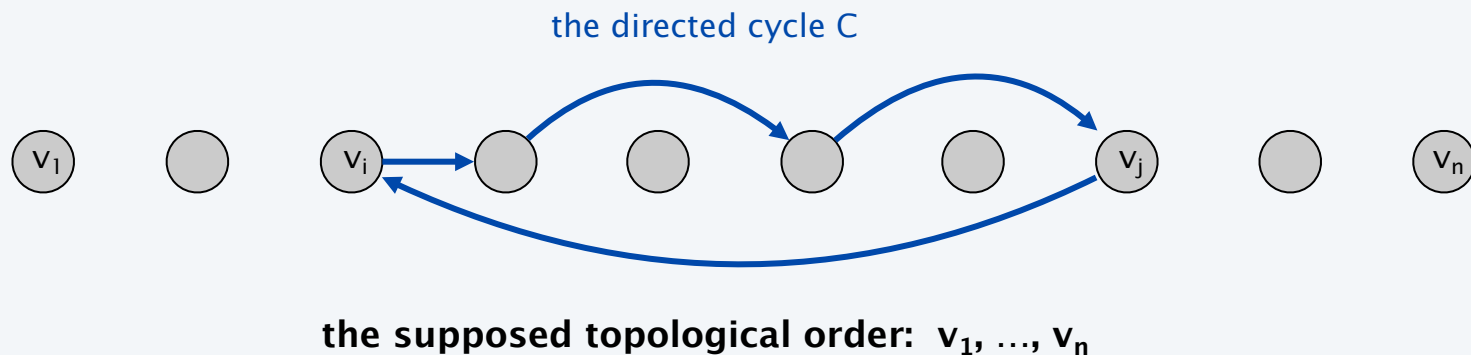 the directed cycle C
v₁ vᵢ vⱼ vₙ
the supposed topological order: v₁, …, vₙ